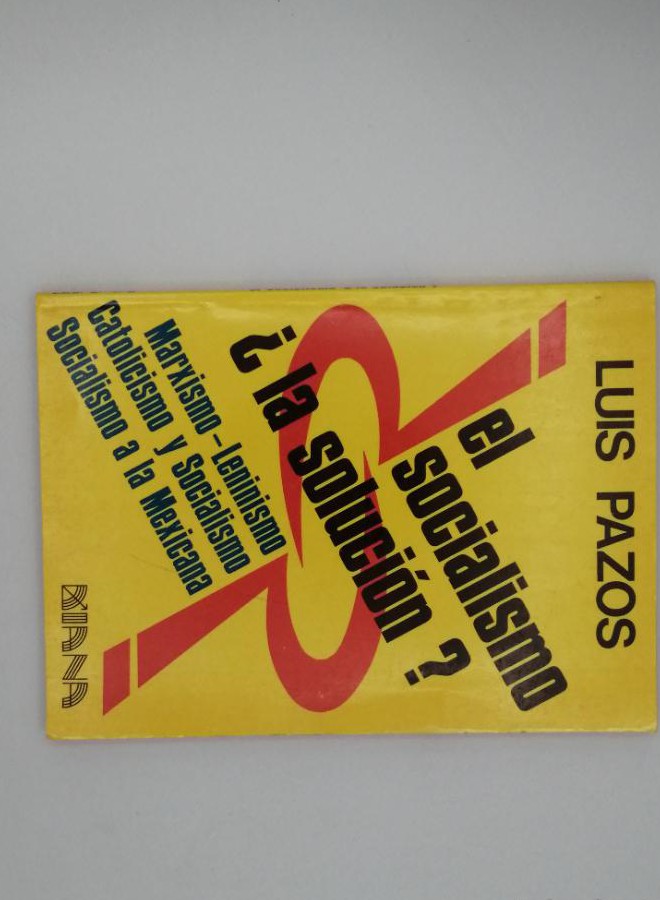 LUIS PAZOS
el
socialismo
¿ la solución ?
Marxismo-Leninismo
Catolicismo y Socialismo
Socialismo a la Mexicana
DIANA